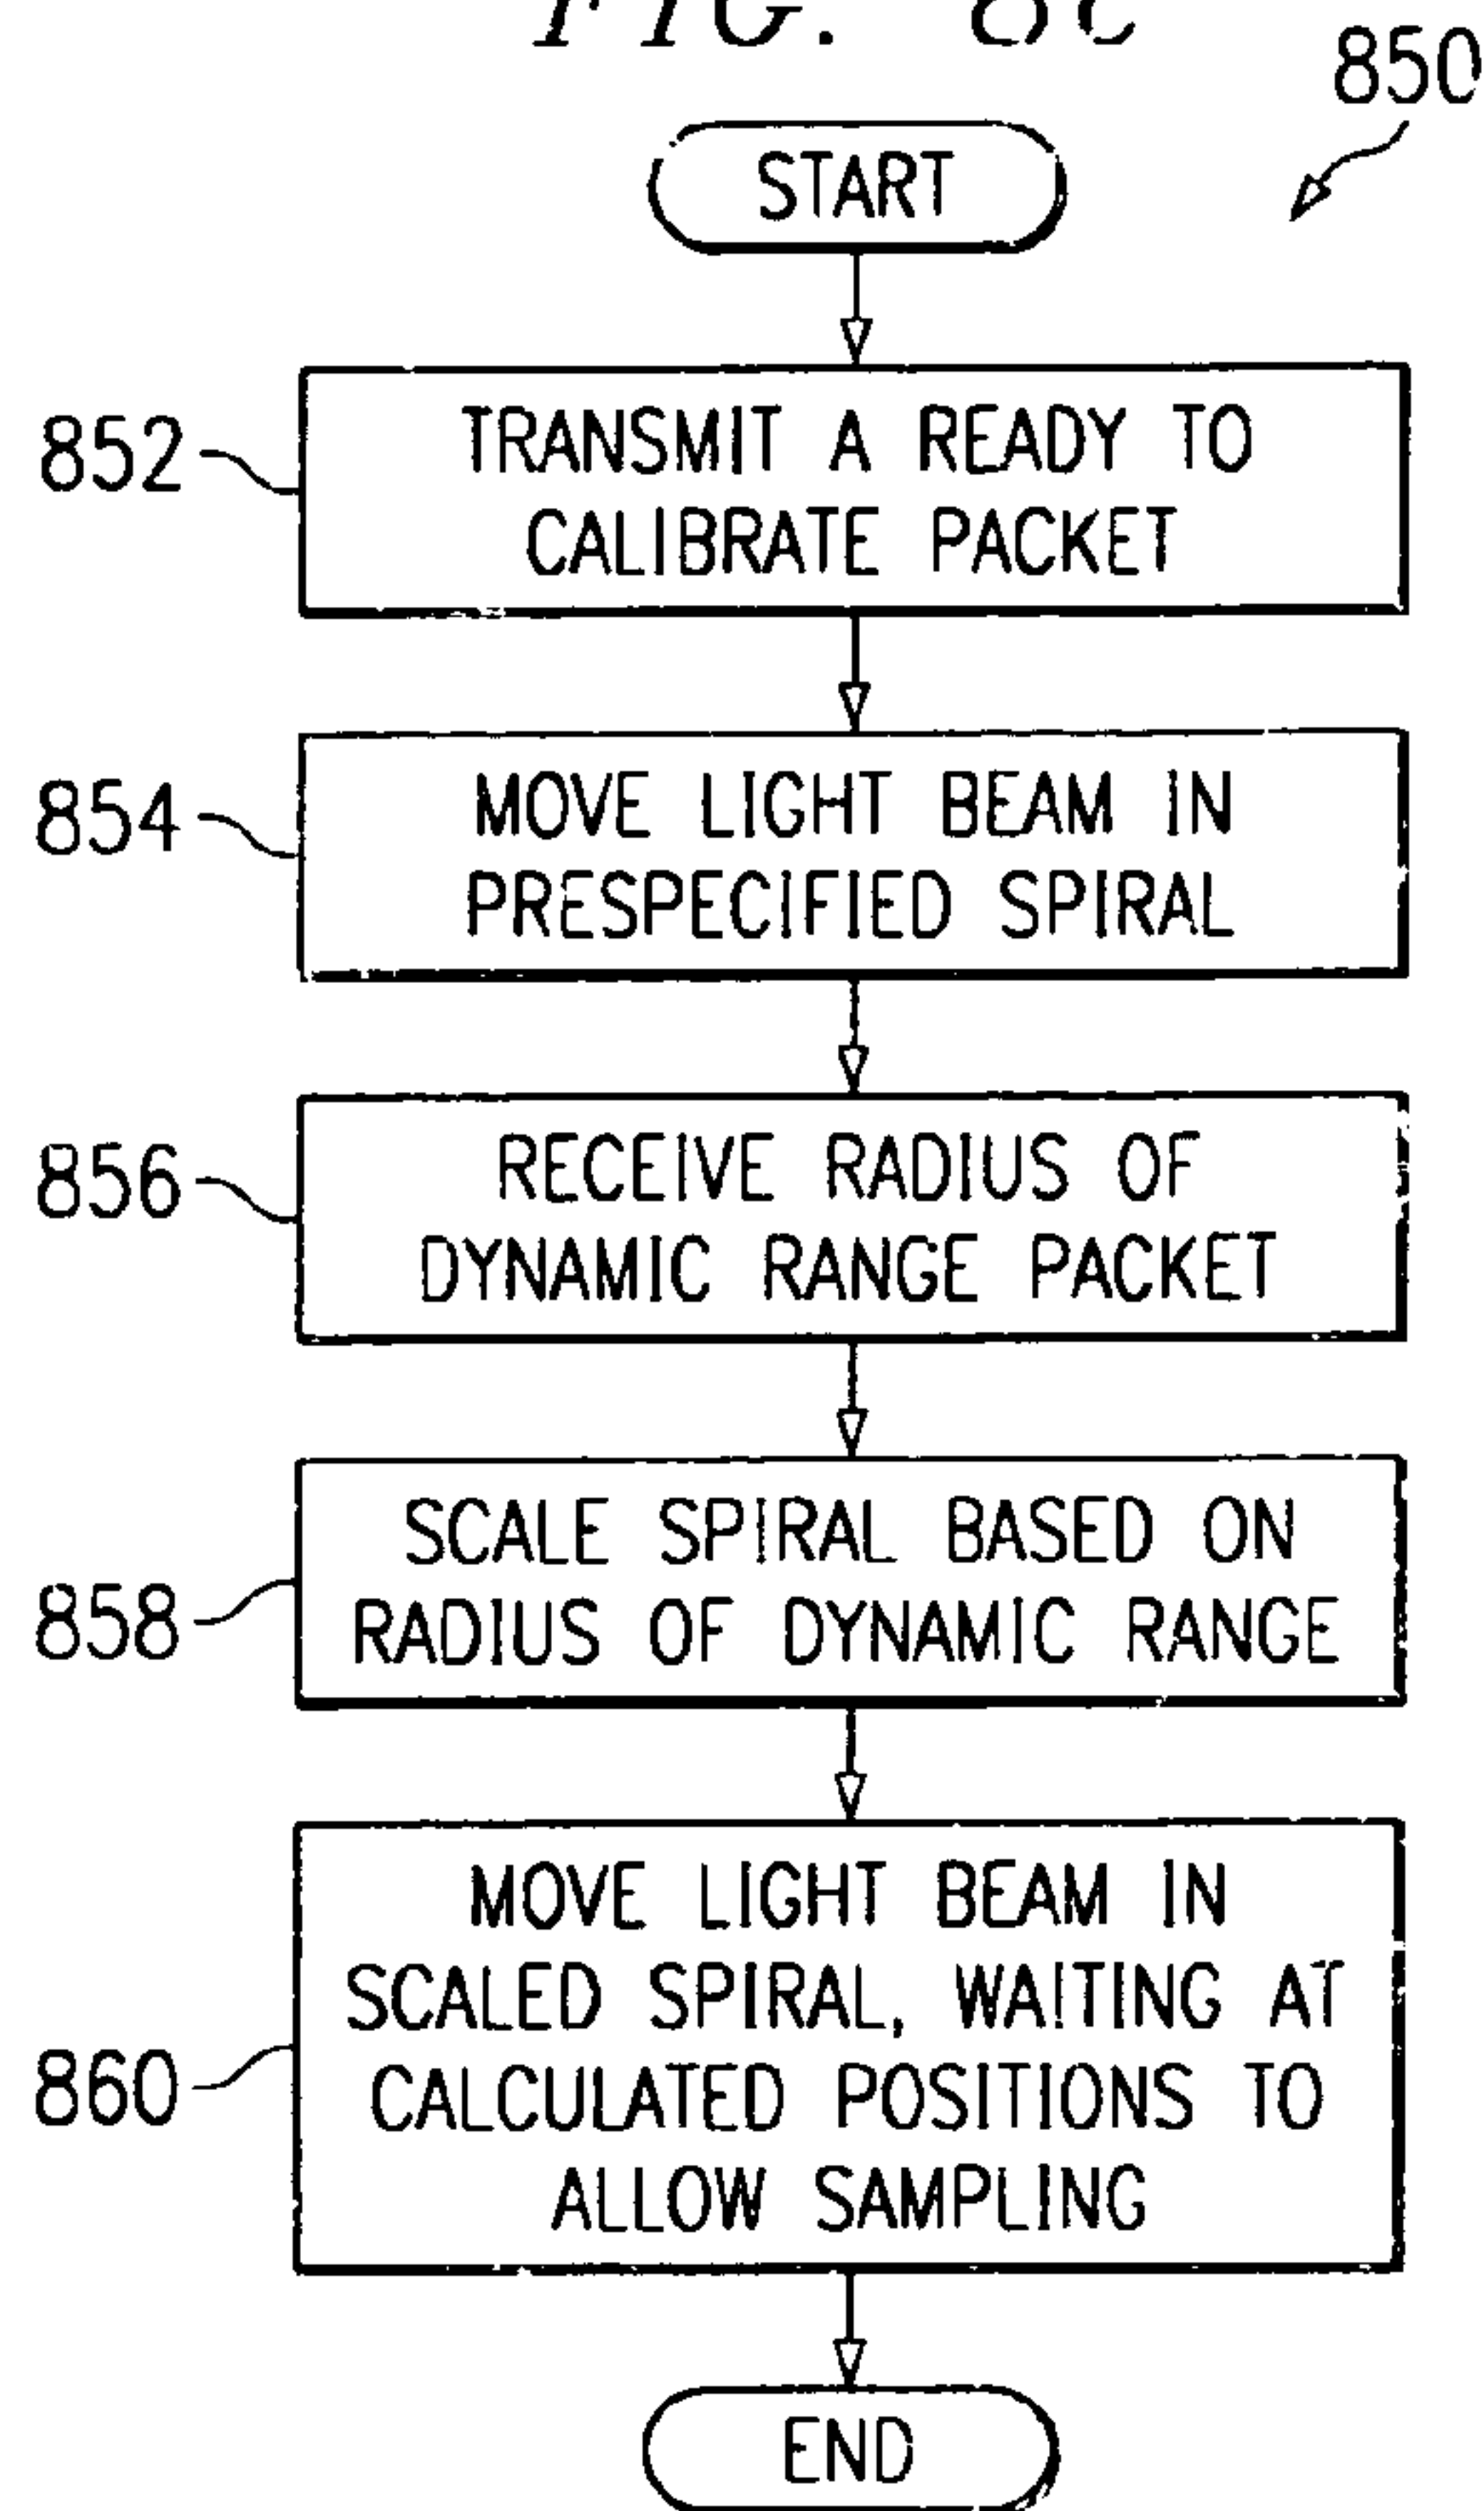 FIG. 8c
850
START
852
TRANSMIT A READY TO
CALIBRATE PACKET
854
MOVE LIGHT BEAM IN
PRESPECIFIED SPIRAL
856
RECEIVE RADIUS OF
DYNAMIC RANGE PACKET
858
SCALE SPIRAL BASED ON
RADIUS OF DYNAMIC RANGE
860
MOVE LIGHT BEAM IN
SCALED SPIRAL, WAITING AT
CALCULATED POSITIONS TO
ALLOW SAMPLING
END